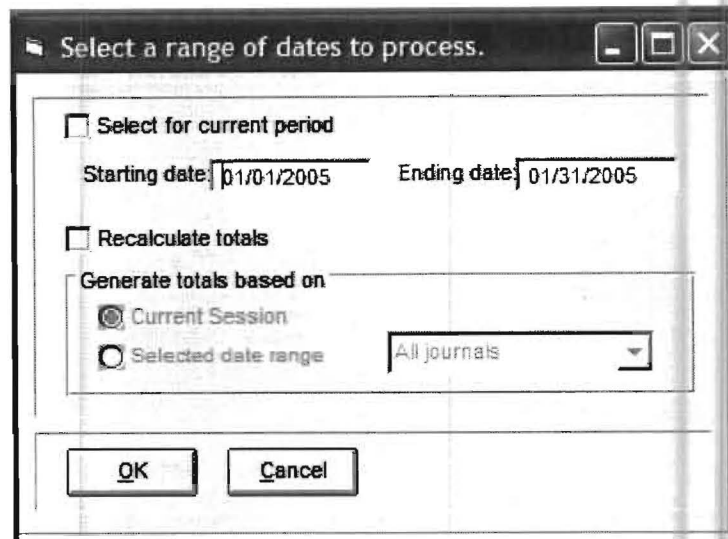 Select a range of dates to process.
Select for current period
Starting date: 01/01/2005 Ending date: 01/31/2005
Recalculate totals
Generate totals based on
Current Session
Selected date range All journals
OK Cancel